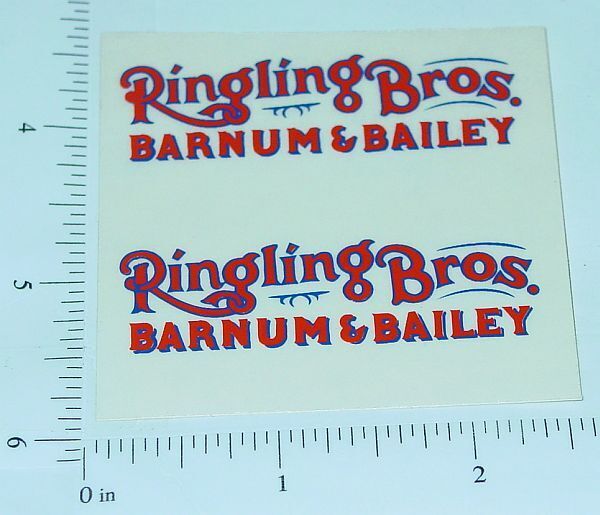 Ringling Bros.
BARNUM & BAILEY
Ringling Bros.
BARNUM & BAILEY
4
5
6
0 in
1
2